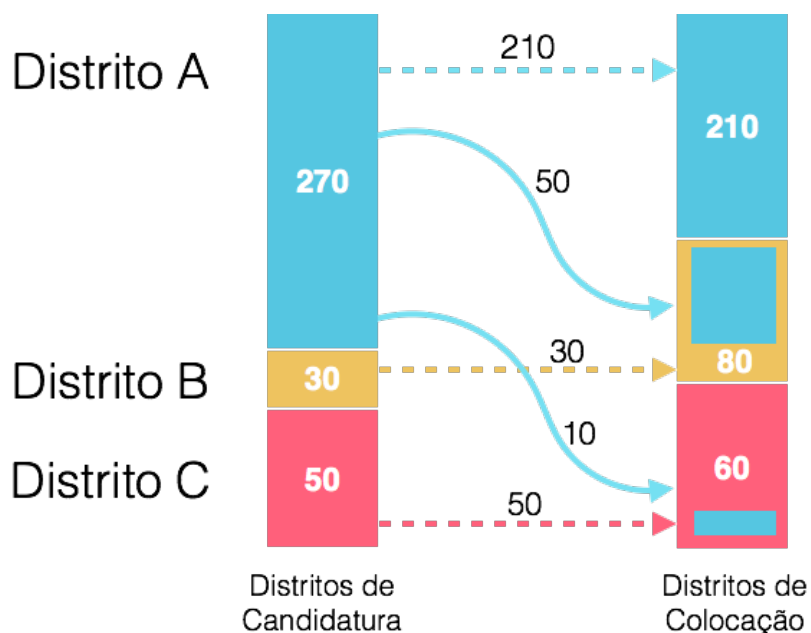 Distrito A
210
270
210
50
Distrito B
30
30
80
Distrito C
10
50
60
50
Distritos de
Candidatura
Distritos de
Colocação